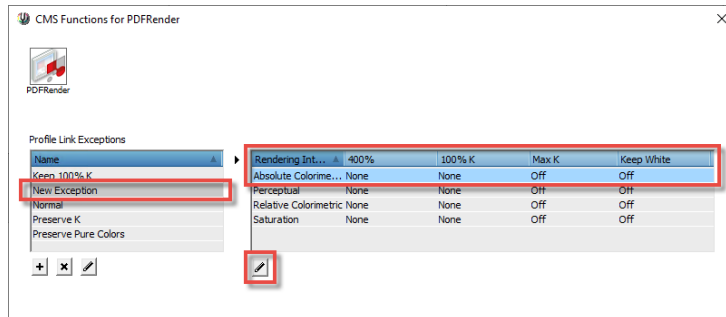 CMS Functions for PDFRender
PDFRender
Profile Link Exceptions
Name
Keep 100% K
New Exception
Normal
Preserve K
Preserve Pure Colors
Rendering Int... 400% 100% K Max K Keep White
Absolute Colorime... None None Off Off
Perceptual None None Off Off
Relative Colorimetric None None Off Off
Saturation None None Off Off